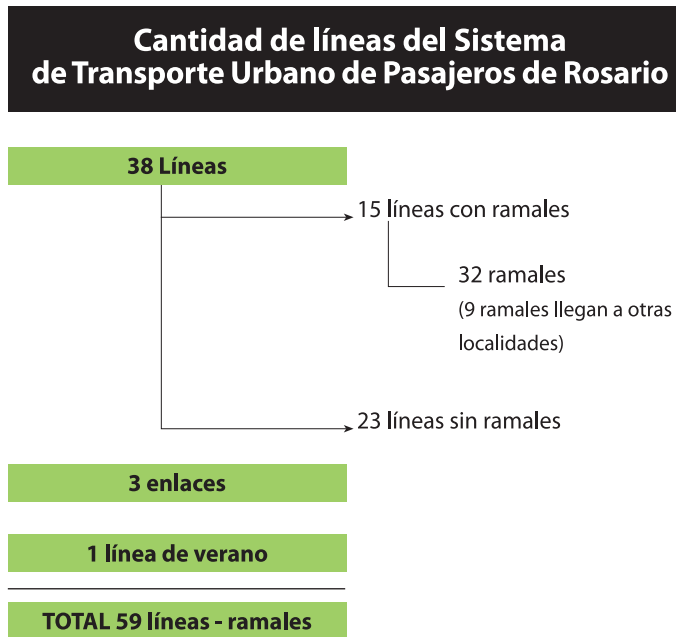 Cantidad de líneas del Sistema
de Transporte Urbano de Pasajeros de Rosario
38 Líneas
15 líneas con ramales
32 ramales
(9 ramales llegan a otras
localidades)
23 líneas sin ramales
3 enlaces
1 línea de verano
TOTAL 59 líneas - ramales